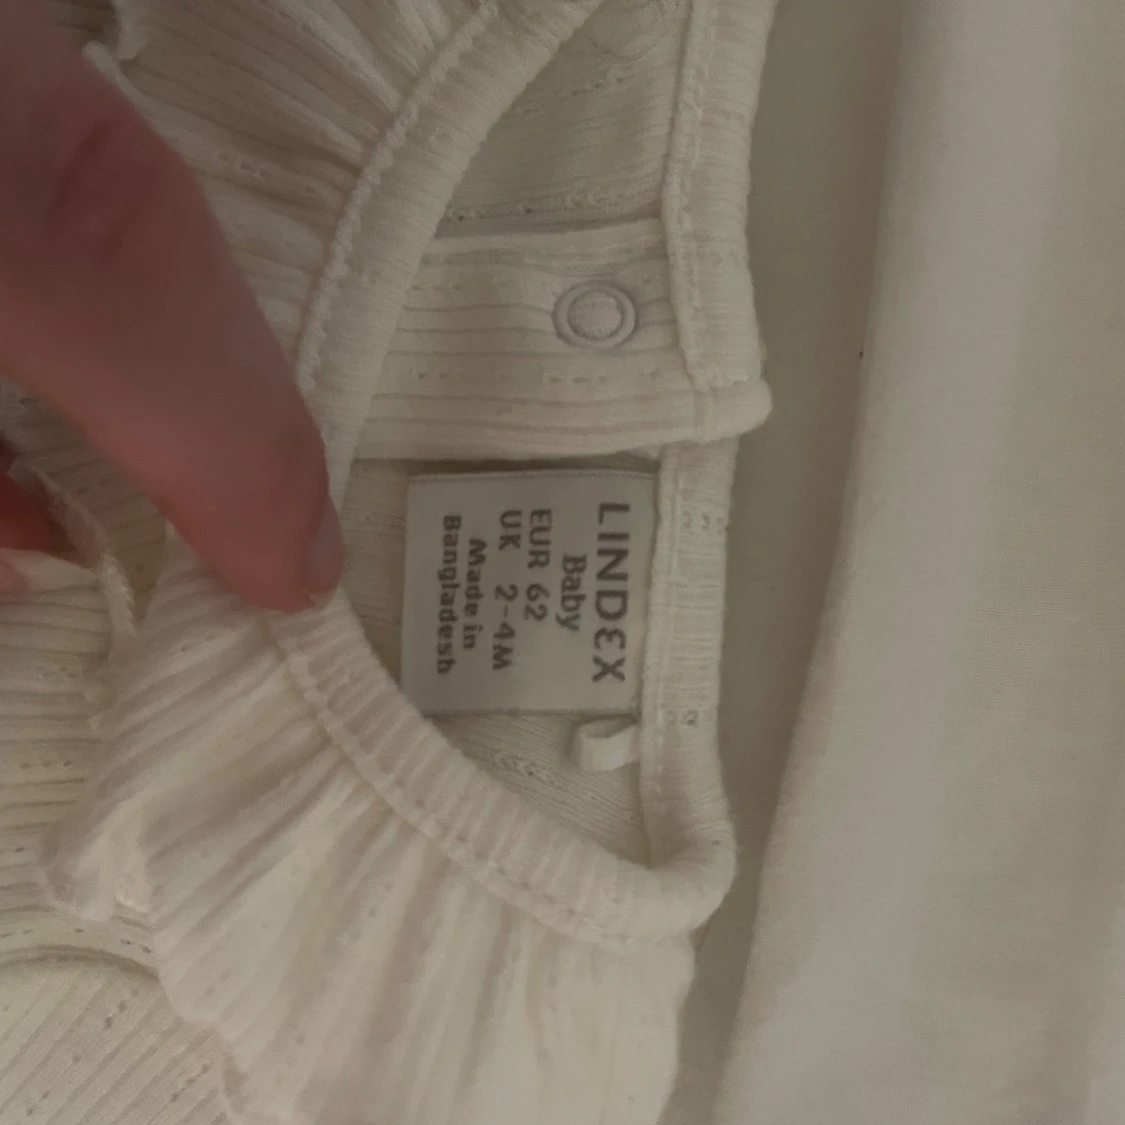 LINDEX
Baby
EUR 62
UK 2-4M
Made in
Bangladesh